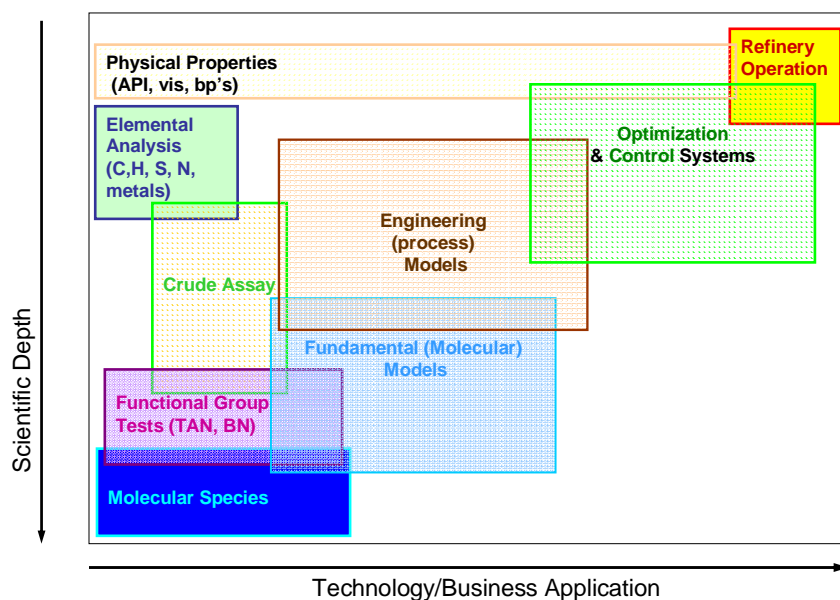 Refinery
Operation
Physical Properties
(API, vis, bp's)
Elemental
Analysis
(C,H, S, N,
metals)
Optimization
& Control Systems
Engineering
(process)
Models
Crude Assay
Fundamental (Molecular)
Models
Functional Group
Tests (TAN, BN)
Molecular Species
Scientific Depth
Technology/Business Application